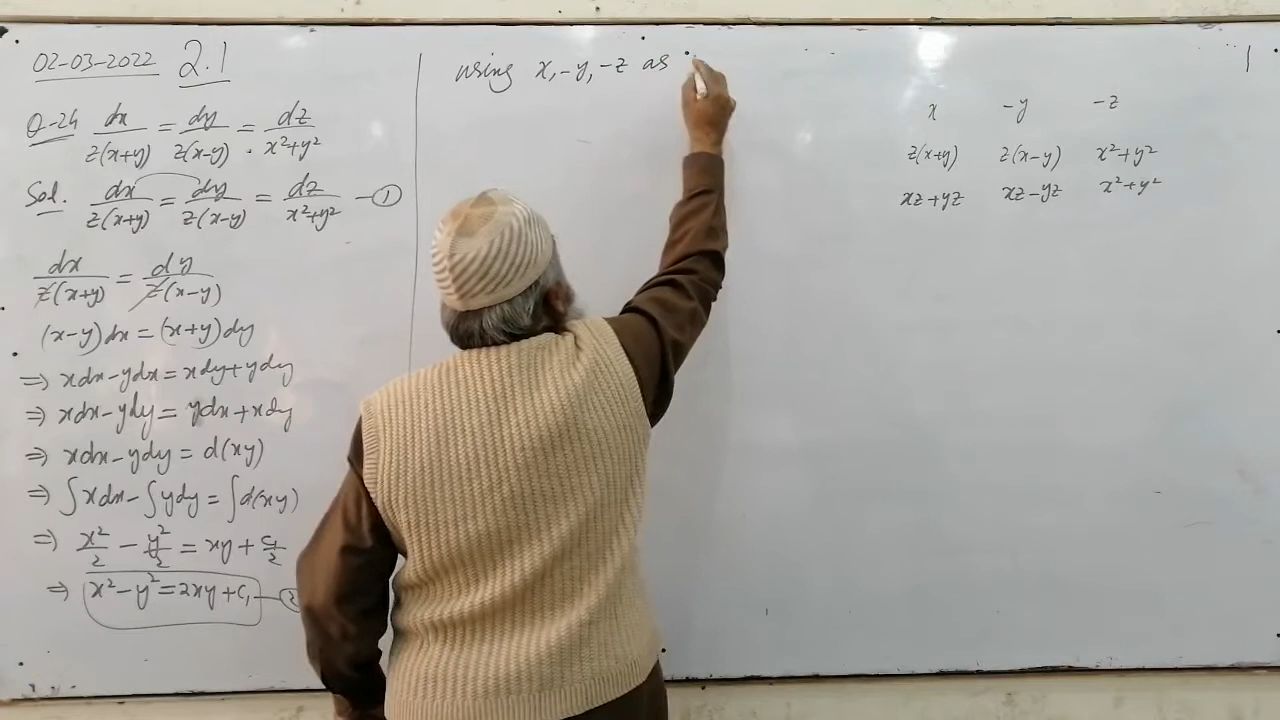 02-03-2022 2.1
Q-24 dx/z(x+y) = dy/z(x-y) = dz/x²+y²
Sol. dx/z(x+y) = dy/z(x-y) = dz/x²+y² —①
dx/z(x+y) = dy/z(x-y)
(x-y)dx = (x+y)dy
⇒ xdx-ydx = xdy+ydy
⇒ xdx-ydy = ydx+xdy
⇒ xdx-ydy = d(xy)
⇒ ∫xdx-∫ydy = ∫d(xy)
⇒ x²/2 - y²/2 = xy + c₁/2
⇒ x²-y² = 2xy+c₁ —②
using x, -y, -z as
x -y -z
z(x+y) z(x-y) x²+y²
xz+yz xz-yz x²+y²